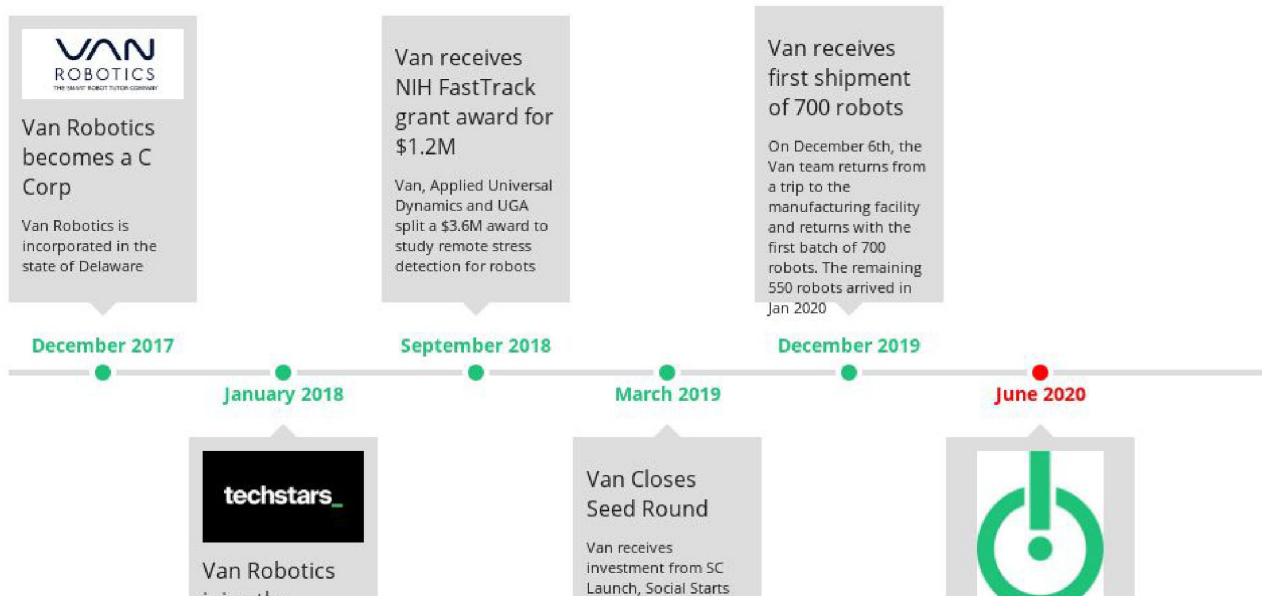 VAN
ROBOTICS
THE SMART ROBOT TUTOR COMPANY
Van Robotics
becomes a C
Corp
Van Robotics is
incorporated in the
state of Delaware
Van receives
NIH FastTrack
grant award for
$1.2M
Van, Applied Universal
Dynamics and UGA
split a $3.6M award to
study remote stress
detection for robots
Van receives
first shipment
of 700 robots
On December 6th, the
Van team returns from
a trip to the
manufacturing facility
and returns with the
first batch of 700
robots. The remaining
550 robots arrived in
Jan 2020
December 2017
September 2018
December 2019
January 2018
March 2019
June 2020
techstars_
Van Robotics
Van Closes
Seed Round
Van receives
investment from SC
Launch, Social Starts